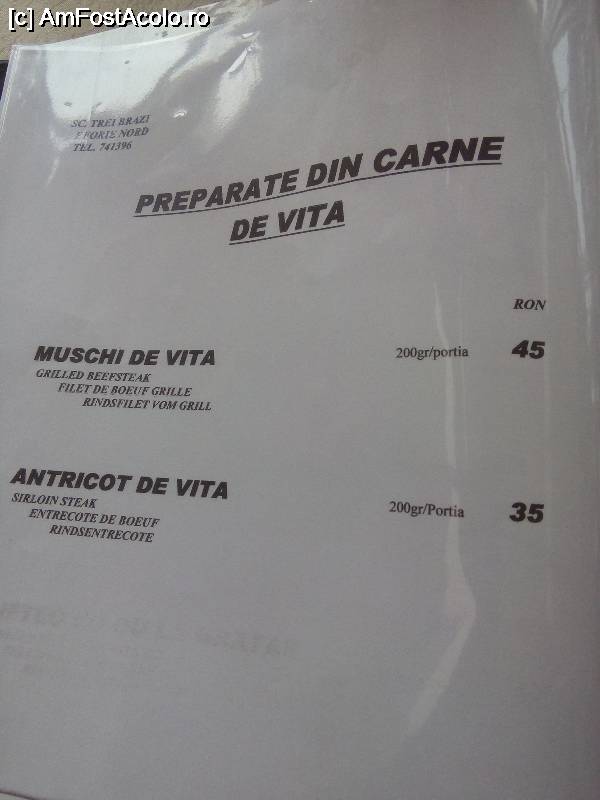 [c] AmFostAcolo.ro
SC. TREI BRAZI
EFORIE NORD
TEL. 741396
PREPARATE DIN CARNE
DE VITA
RON
MUSCHI DE VITA 200gr/portia 45
GRILLED BEEFSTEAK
FILET DE BOEUF GRILLE
RINDSFILET VOM GRILL
ANTRICOT DE VITA 200gr/Portia 35
SIRLOIN STEAK
ENTRECOTE DE BOEUF
RINDSENTRECOTE